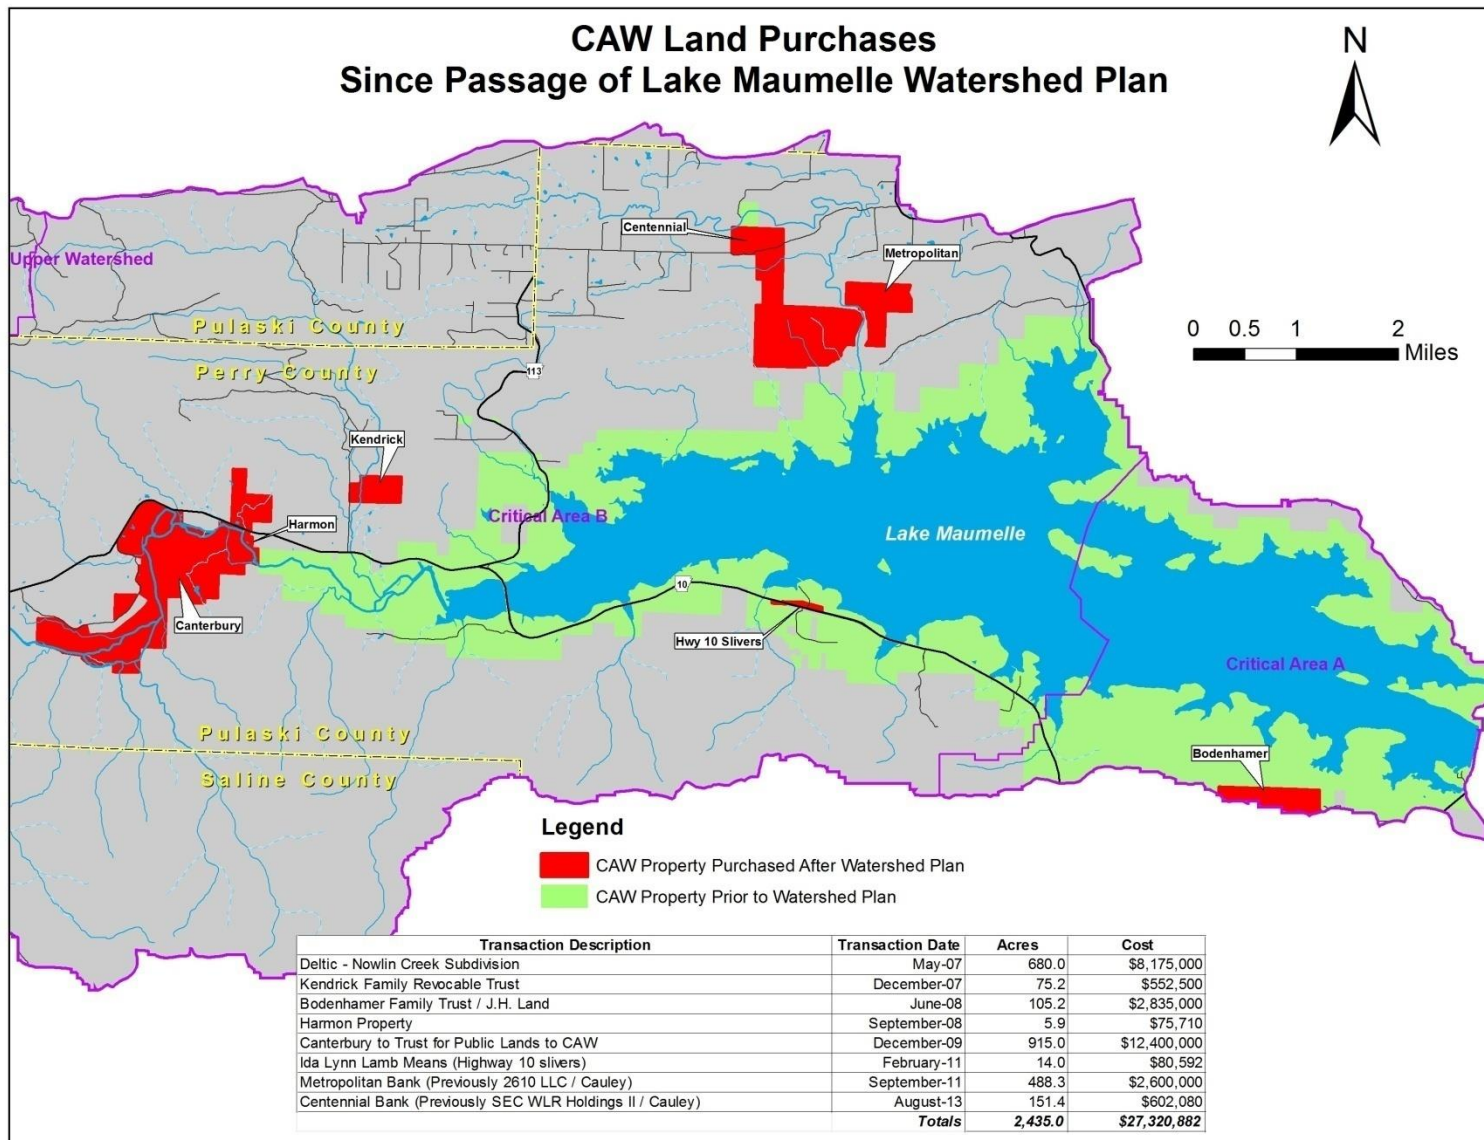 CAW Land Purchases
Since Passage of Lake Maumelle Watershed Plan
N
Centennial
Metropolitan
Upper Watershed
Pulaski County
Perry County
113
0 0.5 1 2
Miles
Kendrick
Critical Area B
Harmon
Lake Maumelle
10
Canterbury
Hwy 10 Slivers
Critical Area A
Pulaski County
Saline County
Bodenhamer
Legend
CAW Property Purchased After Watershed Plan
CAW Property Prior to Watershed Plan
Transaction Description Transaction Date Acres Cost
Deltic - Nowlin Creek Subdivision May-07 680.0 $8,175,000
Kendrick Family Revocable Trust December-07 75.2 $552,500
Bodenhamer Family Trust / J.H. Land June-08 105.2 $2,835,000
Harmon Property September-08 5.9 $75,710
Canterbury to Trust for Public Lands to CAW December-09 915.0 $12,400,000
Ida Lynn Lamb Means (Highway 10 slivers) February-11 14.0 $80,592
Metropolitan Bank (Previously 2610 LLC / Cauley) September-11 488.3 $2,600,000
Centennial Bank (Previously SEC WLR Holdings II / Cauley) August-13 151.4 $602,080
Totals 2,435.0 $27,320,882